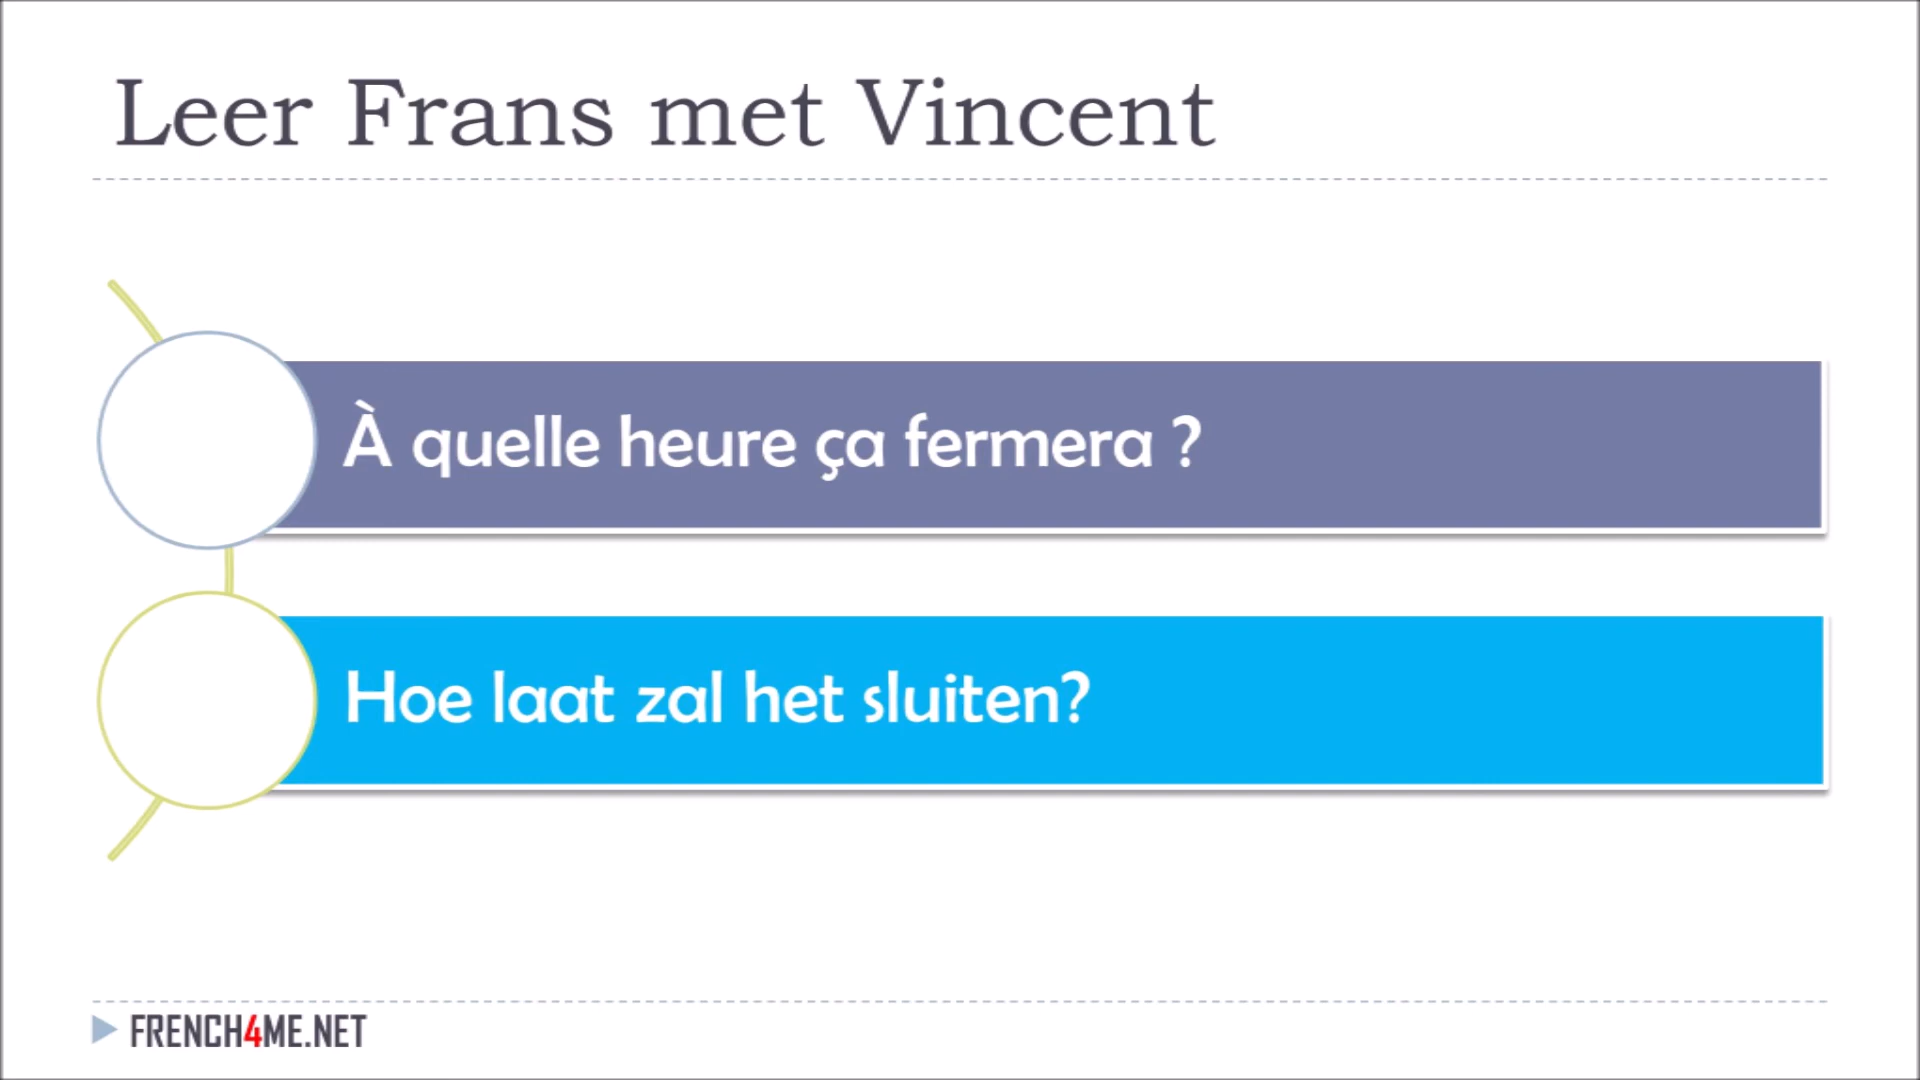 Leer Frans met Vincent
À quelle heure ça fermera ?
Hoe laat zal het sluiten?
FRENCH4ME.NET